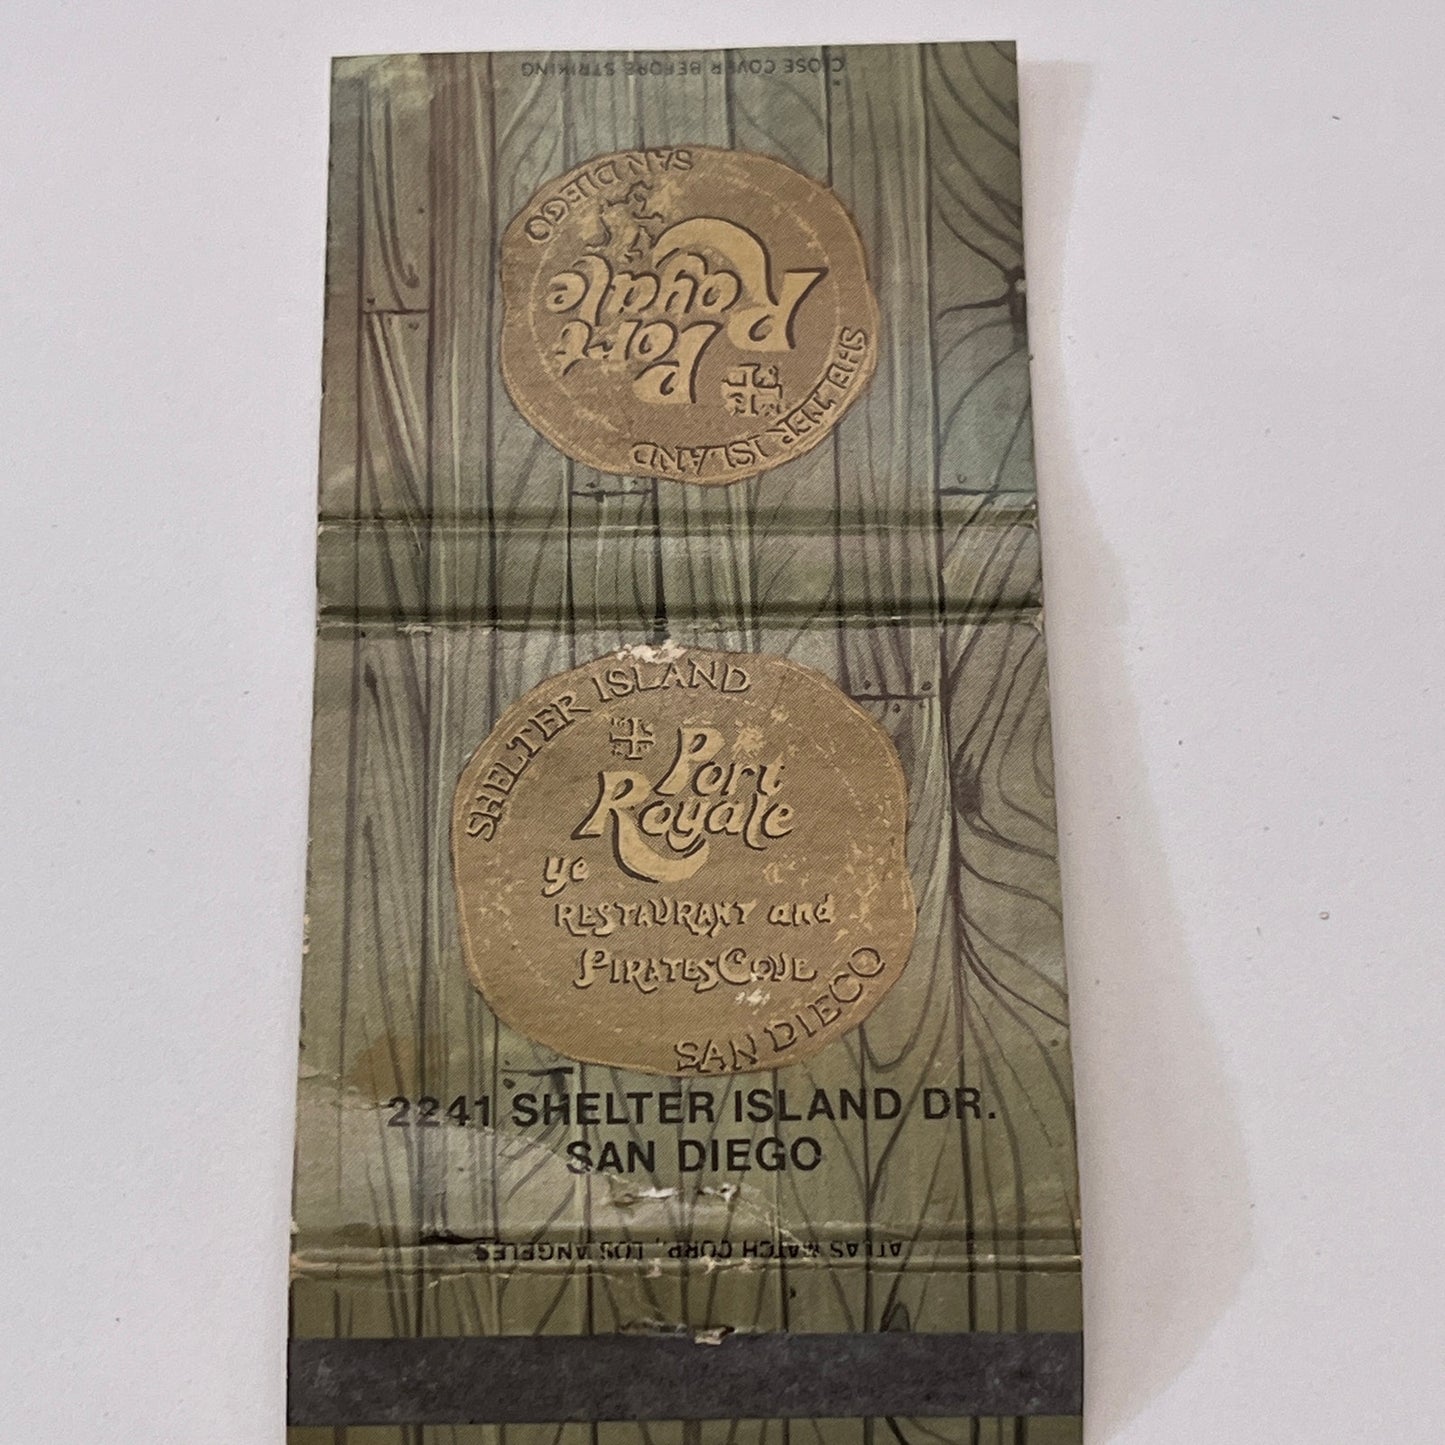 CLOSE COVER BEFORE STRIKING
SAN DIEGO
Port
Royale
SHELTER ISLAND
SHELTER ISLAND
Port
Royale
ye
RESTAURANT and
PIRATES COVE
SAN DIEGO
2241 SHELTER ISLAND DR.
SAN DIEGO
ATLAS MATCH CORP., LOS ANGELES